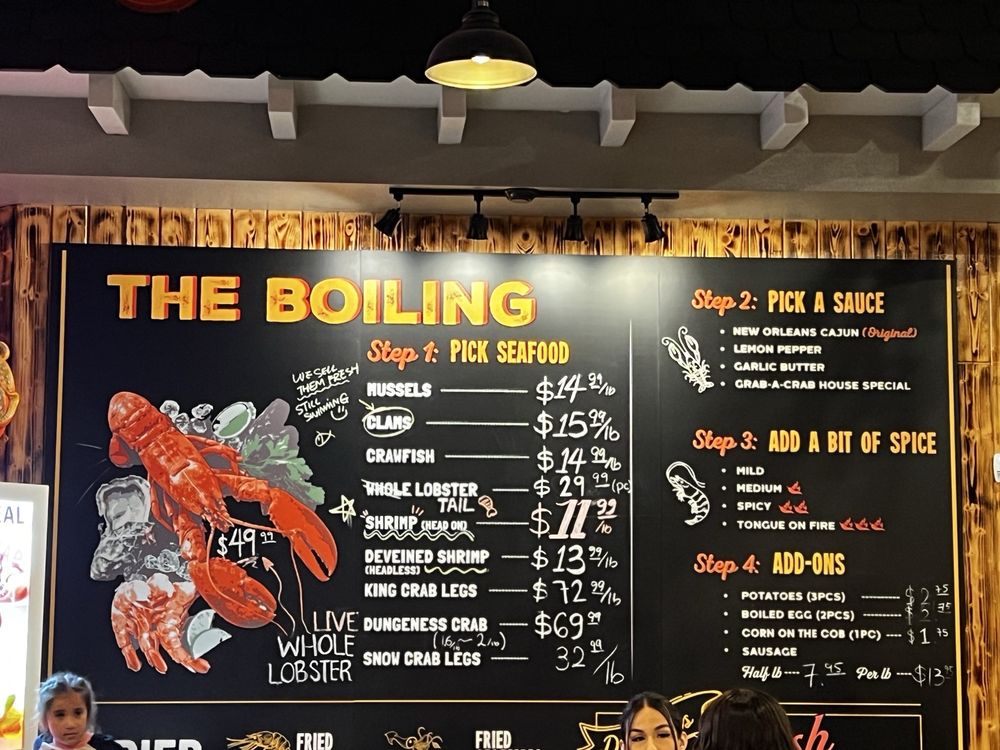 THE BOILING
Step 1: PICK SEAFOOD
WE SELL
THEM FRESH
STILL
SWIMMING
MUSSELS $14.99/lb
CLAMS $15.99/lb
CRAWFISH $14.99/lb
WHOLE LOBSTER $29.99 (pc)
TAIL
SHRIMP (HEAD ON) $11.99/lb
DEVEINED SHRIMP $13.99/lb
(HEADLESS)
KING CRAB LEGS $72.99/lb
DUNGENESS CRAB $69.99
SNOW CRAB LEGS 32.99/lb
$49.99
LIVE
WHOLE
LOBSTER
Step 2: PICK A SAUCE
• NEW ORLEANS CAJUN (Original)
• LEMON PEPPER
• GARLIC BUTTER
• GRAB-A-CRAB HOUSE SPECIAL
Step 3: ADD A BIT OF SPICE
• MILD
• MEDIUM
• SPICY
• TONGUE ON FIRE
Step 4: ADD-ONS
• POTATOES (3PCS) $2.75
• BOILED EGG (2PCS) $2.75
• CORN ON THE COB (1PC) $1.75
• SAUSAGE
Half lb 7.95 Per lb $13
FRIED
FRIED